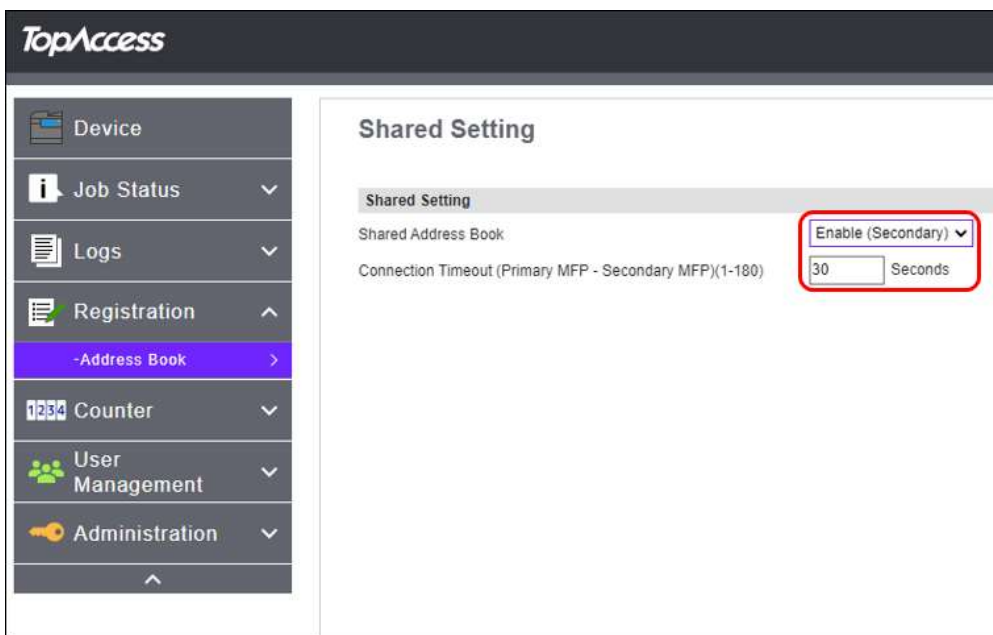 TopAccess
Device
Job Status
Logs
Registration
-Address Book
1234 Counter
User
Management
Administration
Shared Setting
Shared Setting
Shared Address Book Enable (Secondary)
Connection Timeout (Primary MFP - Secondary MFP)(1-180) 30 Seconds